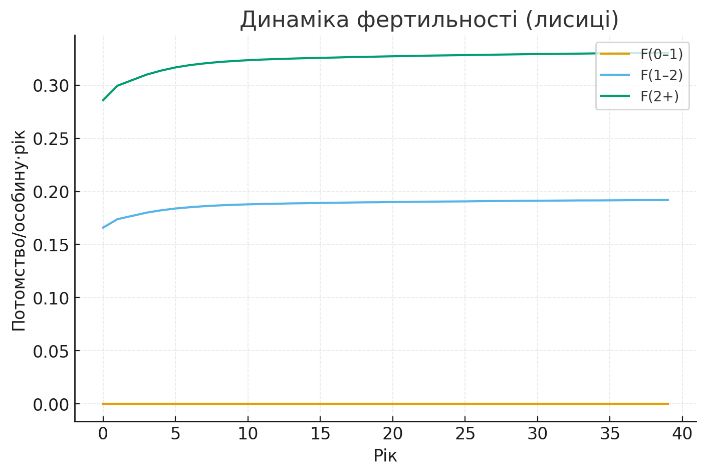 Динаміка фертильності (лисиці)
Потомство/особину·рік
0.30
0.25
0.20
0.15
0.10
0.05
0.00
F(0–1)
F(1–2)
F(2+)
0 5 10 15 20 25 30 35 40
Рік